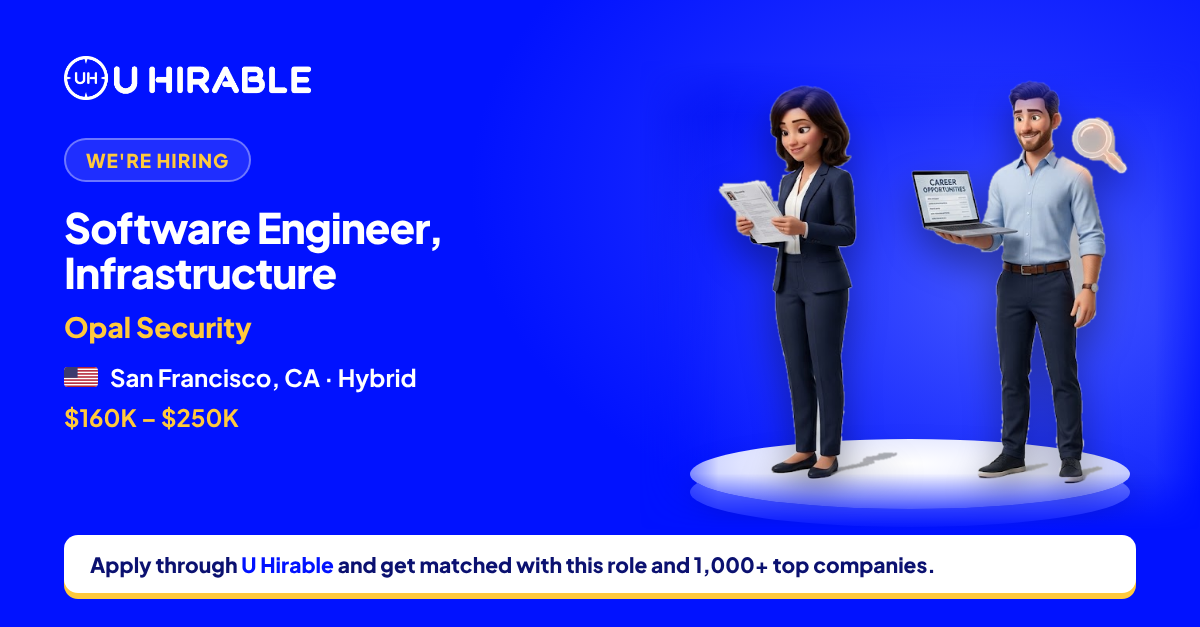 UH U HIRABLE
WE'RE HIRING
Software Engineer,
Infrastructure
Opal Security
San Francisco, CA · Hybrid
$160K – $250K
CAREER
OPPORTUNITIES
Apply through U Hirable and get matched with this role and 1,000+ top companies.